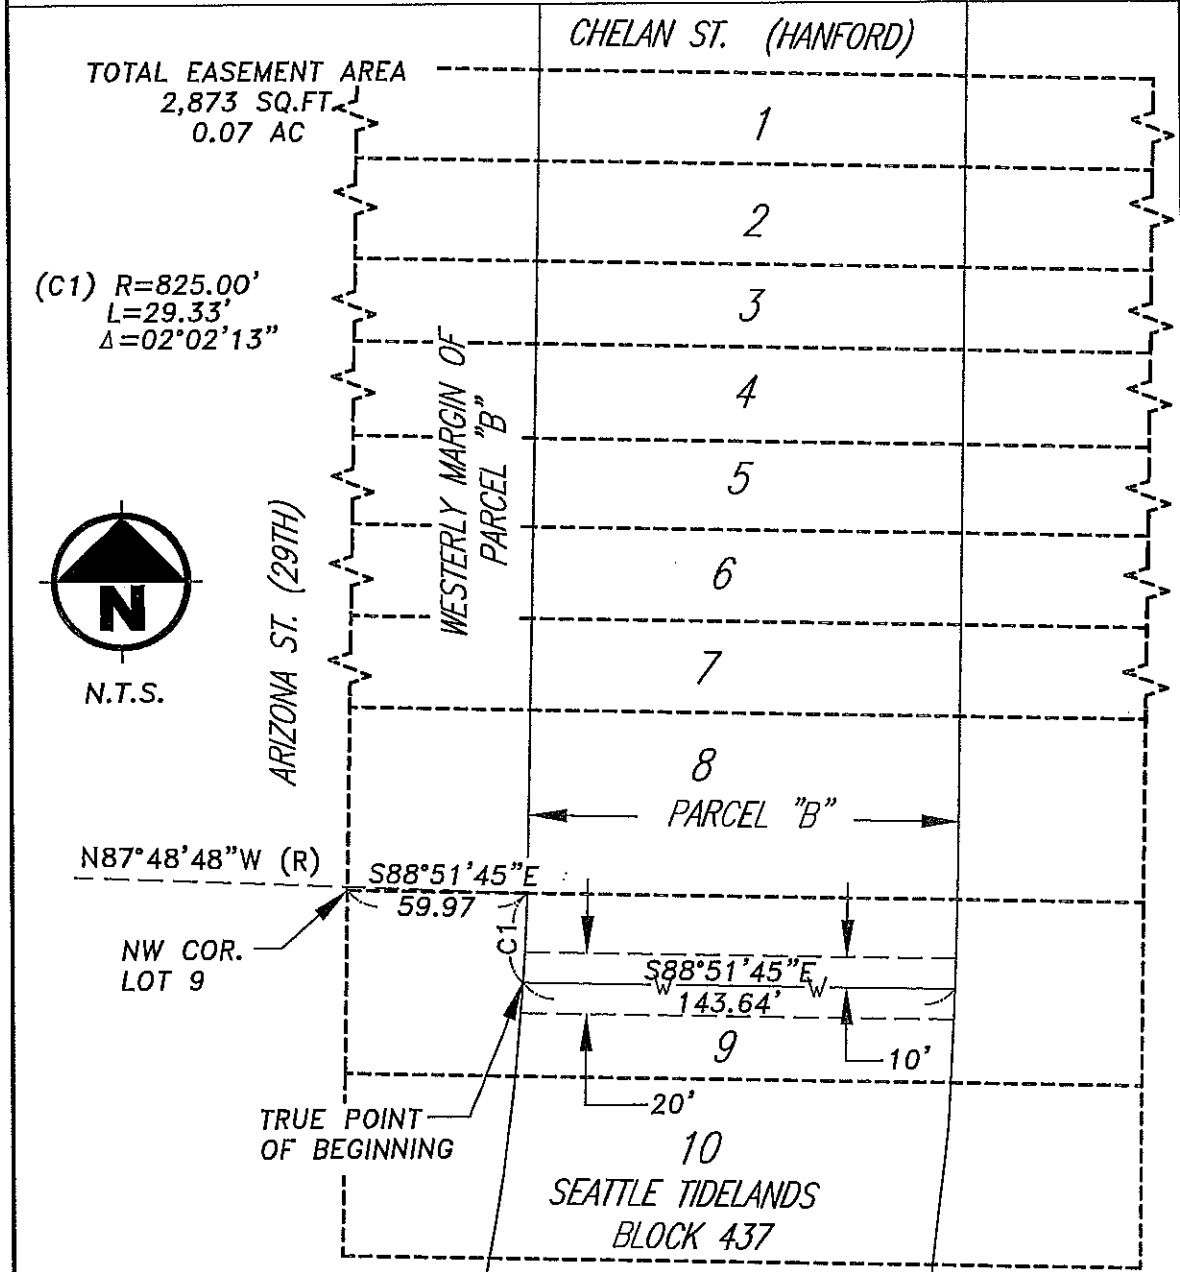 CHELAN ST. (HANFORD)
TOTAL EASEMENT AREA
2,873 SQ.FT.
0.07 AC
1
2
(C1) R=825.00'
L=29.33'
Δ=02°02'13"
3
4
WESTERLY MARGIN OF
PARCEL "B"
5
ARIZONA ST. (29TH)
6
N
N.T.S.
7
8
PARCEL "B"
N87°48'48"W (R)
S88°51'45"E
59.97
NW COR.
LOT 9
C1
S88°51'45"E
W W
143.64'
9
10'
20'
TRUE POINT
OF BEGINNING
10
SEATTLE TIDELANDS
BLOCK 437